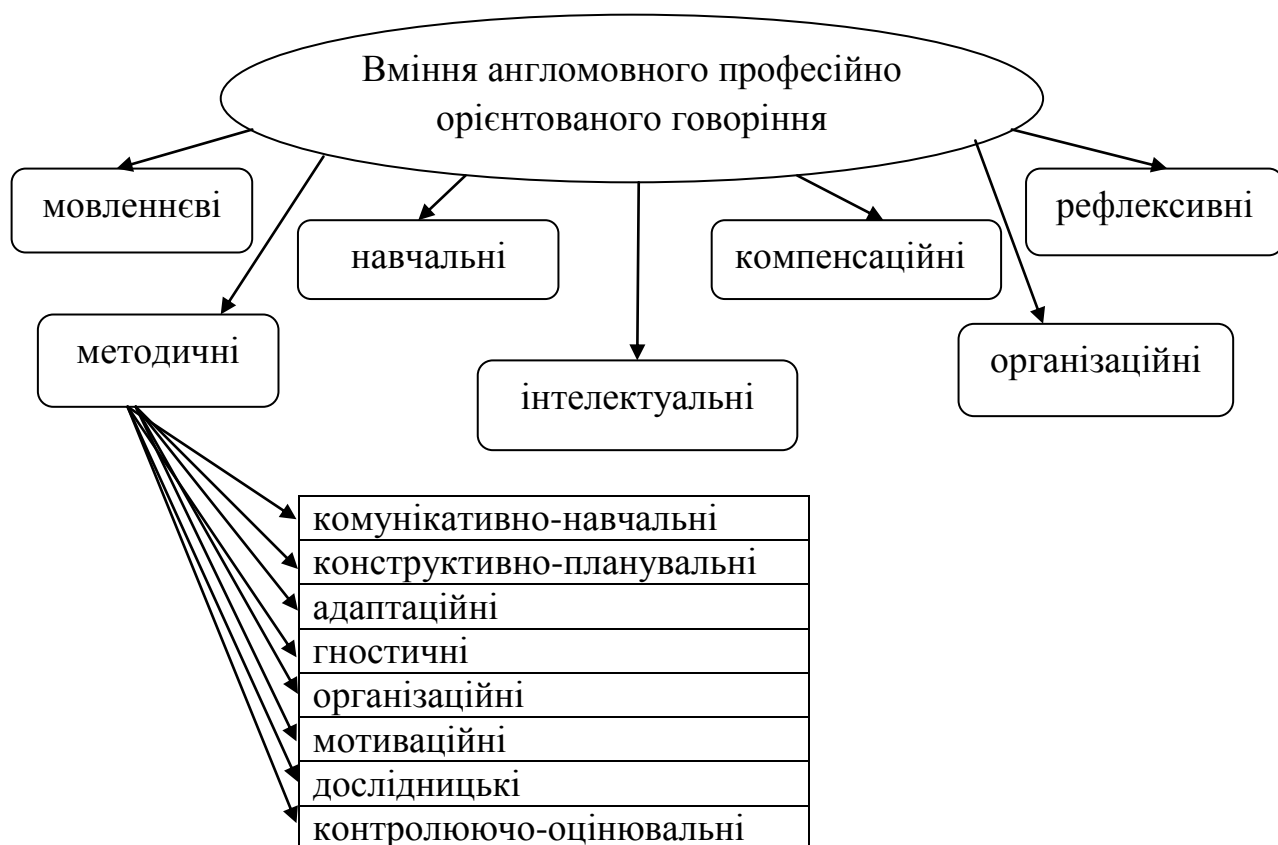 Вміння англомовного професійно
орієнтованого говоріння
мовленнєві
рефлексивні
навчальні
компенсаційні
методичні
організаційні
інтелектуальні
комунікативно-навчальні
конструктивно-планувальні
адаптаційні
гностичні
організаційні
мотиваційні
дослідницькі
контролюючо-оцінювальні